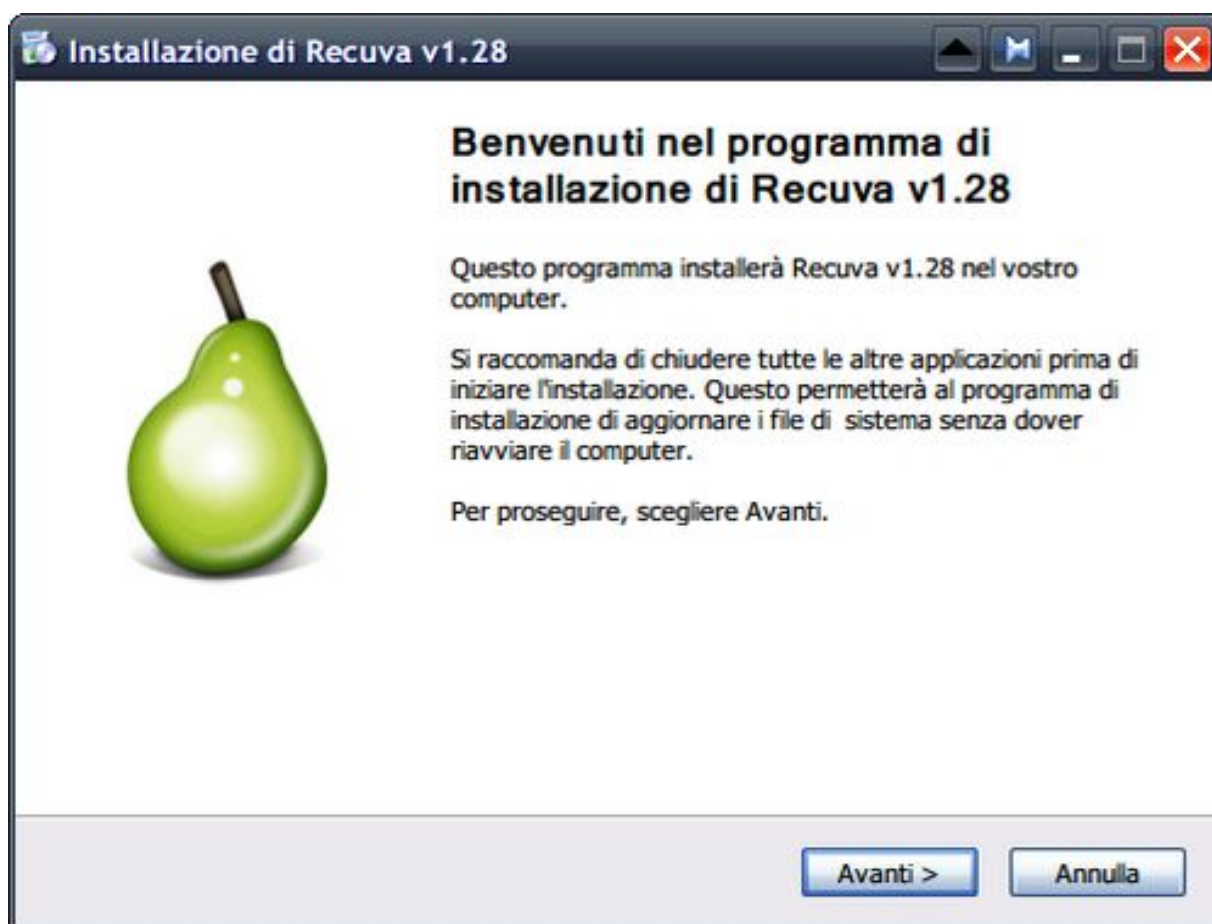 Installazione di Recuva v1.28
Benvenuti nel programma di
installazione di Recuva v1.28
Questo programma installerà Recuva v1.28 nel vostro
computer.
Si raccomanda di chiudere tutte le altre applicazioni prima di
iniziare l'installazione. Questo permetterà al programma di
installazione di aggiornare i file di  sistema senza dover
riavviare il computer.
Per proseguire, scegliere Avanti.
Avanti >
Annulla